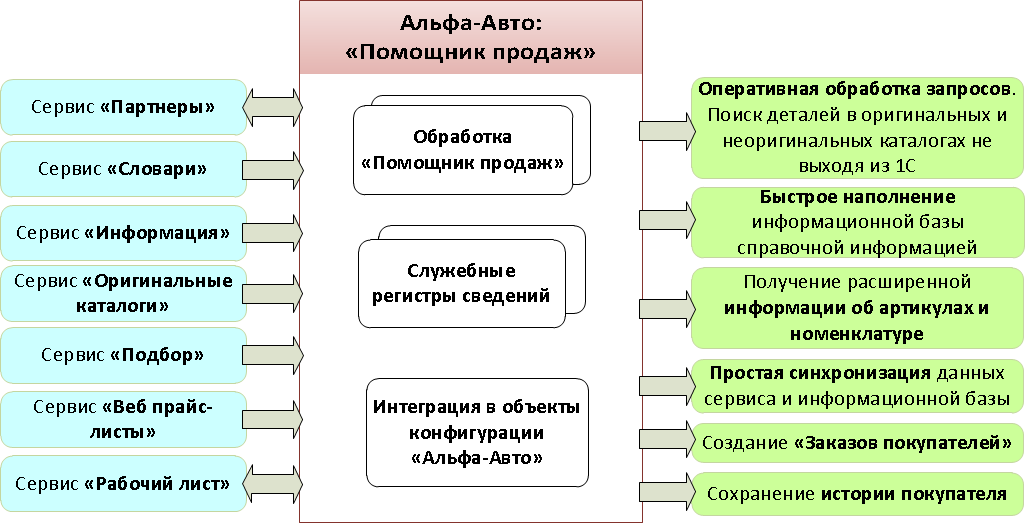 Альфа-Авто:
«Помощник продаж»
Сервис «Партнеры»
Сервис «Словари»
Сервис «Информация»
Сервис «Оригинальные
каталоги»
Сервис «Подбор»
Сервис «Веб прайс-
листы»
Сервис «Рабочий лист»
Обработка
«Помощник продаж»
Служебные
регистры сведений
Интеграция в объекты
конфигурации
«Альфа-Авто»
Оперативная обработка запросов.
Поиск деталей в оригинальных и
неоригинальных каталогах не
выходя из 1С
Быстрое наполнение
информационной базы
справочной информацией
Получение расширенной
информации об артикулах и
номенклатуре
Простая синхронизация данных
сервиса и информационной базы
Создание «Заказов покупателей»
Сохранение истории покупателя